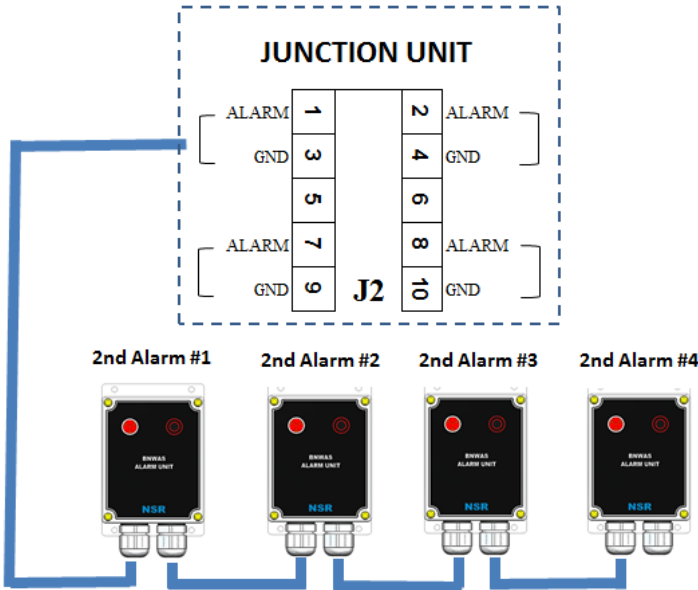 JUNCTION UNIT
ALARM 1 2 ALARM
GND 3 4 GND
5 6
ALARM 7 8 ALARM
GND 9 J2 10 GND
2nd Alarm #1 2nd Alarm #2 2nd Alarm #3 2nd Alarm #4
BNWAS BNWAS BNWAS BNWAS
ALARM UNIT ALARM UNIT ALARM UNIT ALARM UNIT
NSR NSR NSR NSR